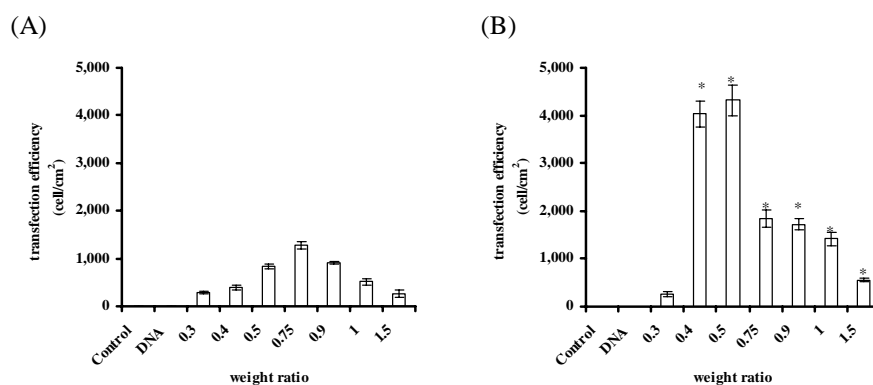 (A)
5,000
4,000
3,000
2,000
1,000
0
transfection efficiency
(cell/cm²)
Control
DNA
0.3
0.4
0.5
0.75
0.9
1
1.5
weight ratio
(B)
5,000
4,000
3,000
2,000
1,000
0
transfection efficiency
(cell/cm²)
*
*
*
*
*
*
Control
DNA
0.3
0.4
0.5
0.75
0.9
1
1.5
weight ratio